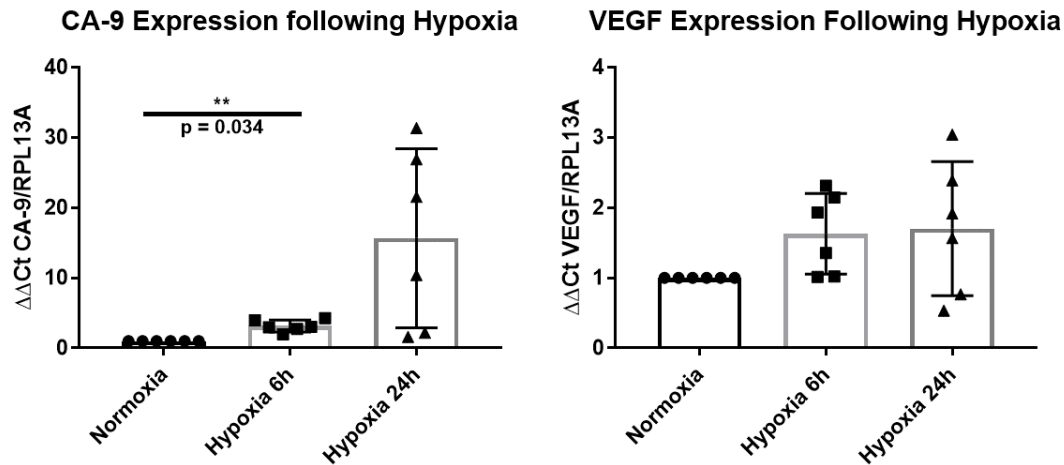 CA-9 Expression following Hypoxia
ΔΔCt CA-9/RPL13A
40
30
20
10
0
**
p = 0.034
Normoxia
Hypoxia 6h
Hypoxia 24h
VEGF Expression Following Hypoxia
ΔΔCt VEGF/RPL13A
4
3
2
1
0
Normoxia
Hypoxia 6h
Hypoxia 24h